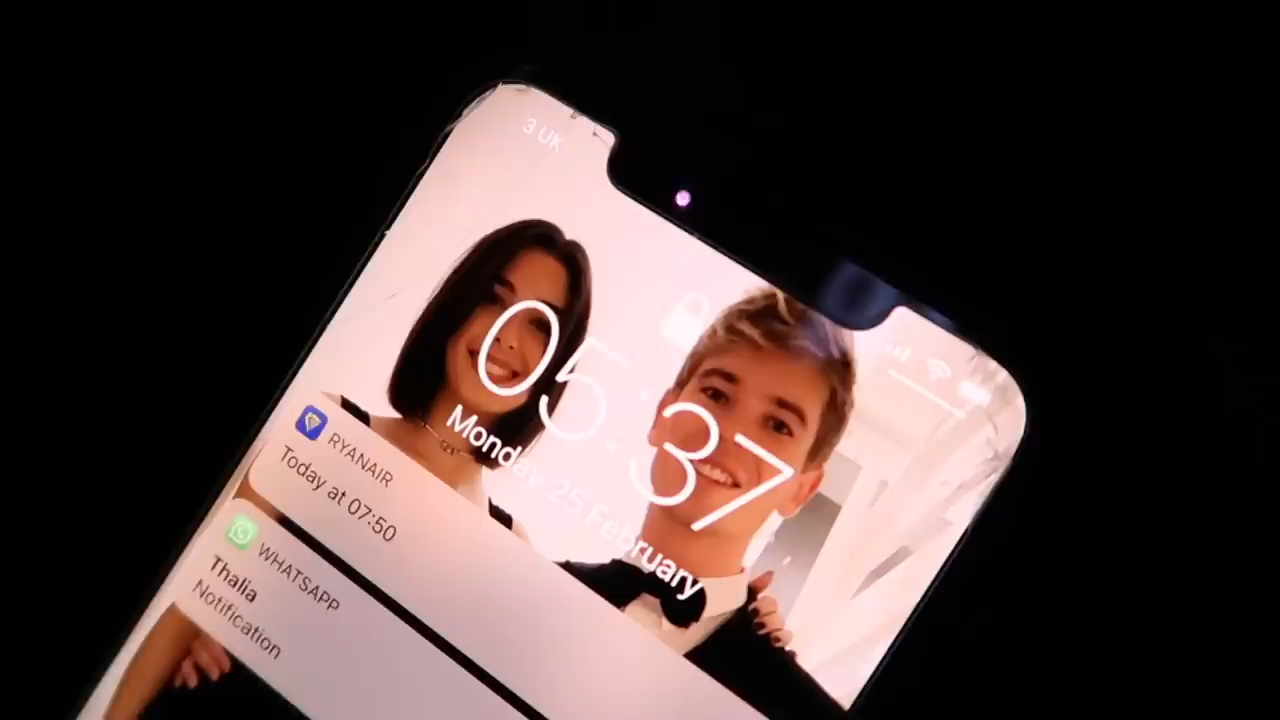 3 UK
05:37
Monday 25 February
RYANAIR
Today at 07:50
WHATSAPP
Thalia
Notification